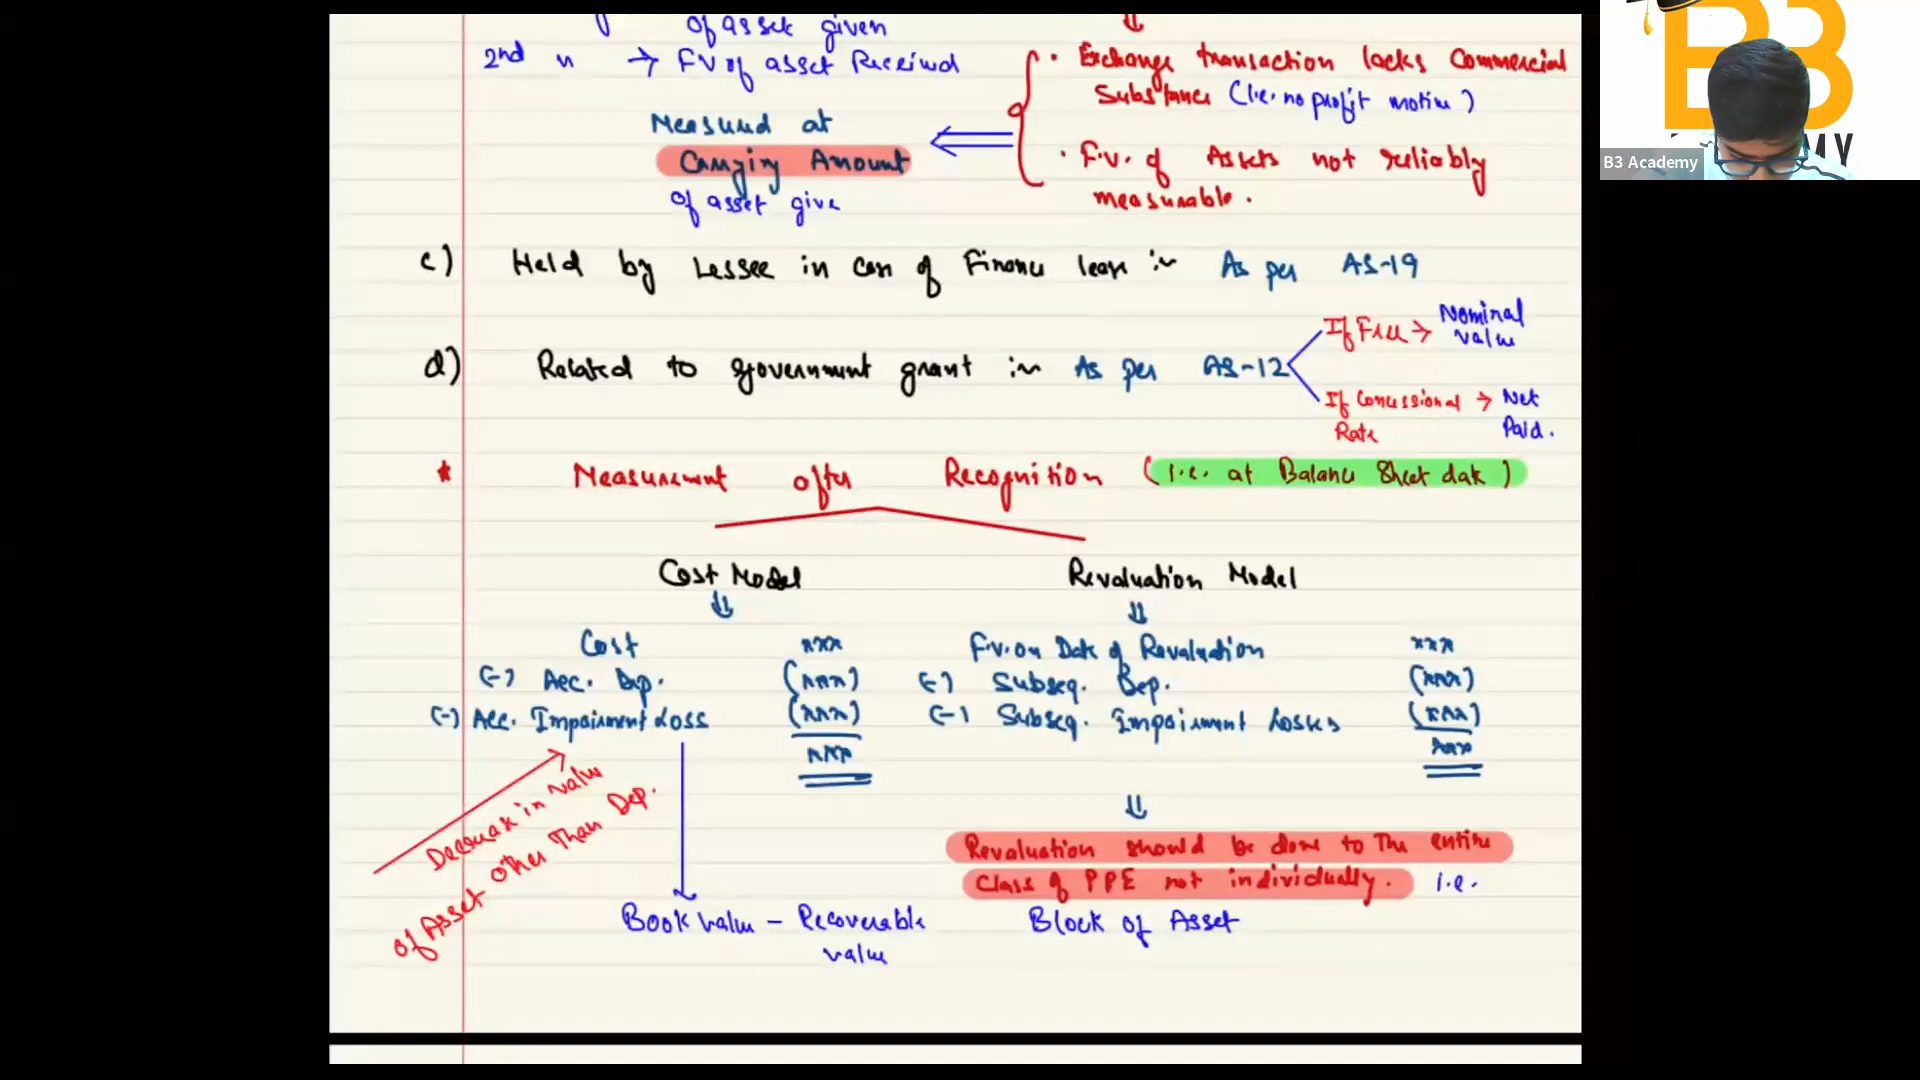 of asset given
2nd " → FV of asset Received
• Exchange transaction lacks Commercial
Substance (i.e. no profit motive)
Measured at
Carrying Amount
of asset give
• F.v. of Assets not reliably
measurable.
c) Held by Lessee in case of Finance lease :- As per AS-19
d) Related to government grant :- As per AS-12
If Free → Nominal
value
If Concessional → Net
Rate Paid.
* Measurement after Recognition (i.e. at Balance Sheet date)
Cost Model
Revaluation Model
Cost xxx
(-) Acc. Dep. (xxx)
(-) Acc. Impairment Loss (xxx)
xxx
F.v. on Date of Revaluation xxx
(-) Subseq. Dep. (xxx)
(-) Subseq. Impairment Losses (xxx)
xxx
Decrease in value
of Asset other than Dep.
Book value - Recoverable
value
Revaluation should be done to the entire
Class of PPE not individually. i.e.
Block of Asset
B3
MY
B3 Academy